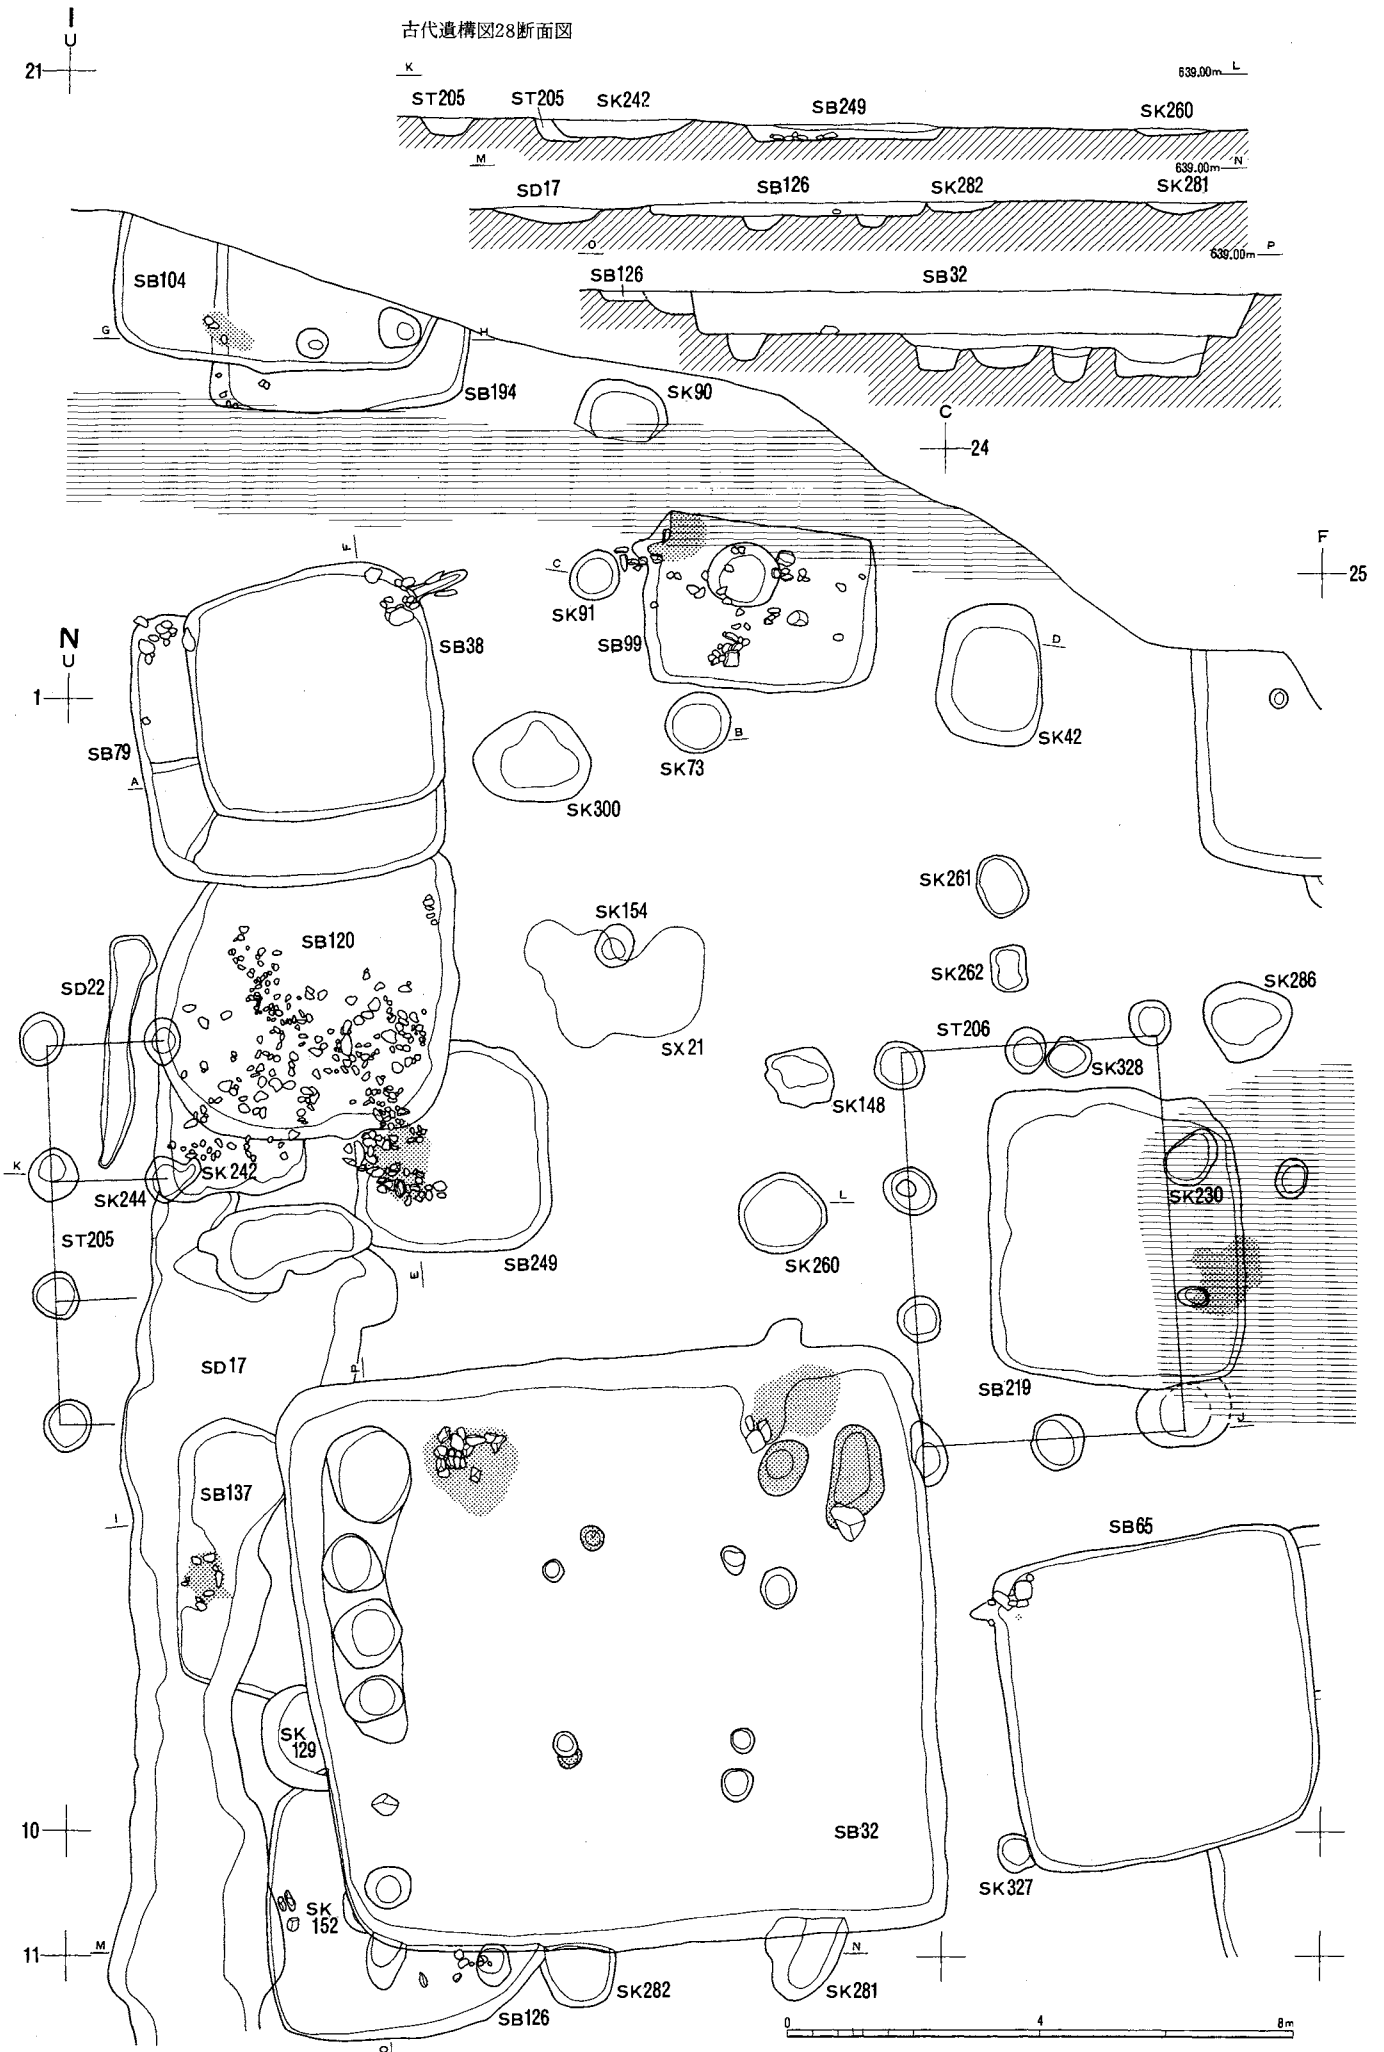 I
U
21
古代遺構図28断面図
K
639.00m L
ST205 ST205 SK242 SB249 SK260
M
639.00m N
SD17 SB126 SK282 SK281
O
639.00m P
SB126 SB32
SB104
G
H
SB194
SK90
C
24
F
C
SK91
SB99
F
25
SB38
N
U
1
D
SK42
SB79
A
B
SK73
SK300
SK261
SK154
SB120
SK262
SD22
SK286
ST206
SX21
SK328
SK148
K
SK242
SK244
L
SK230
ST205
SK260
SB249
E
SD17
P
SB219
J
SB137
I
SB65
SK
129
10
SB32
SK327
SK
152
11
M
N
SK282
SK281
SB126
O
0 4 8m